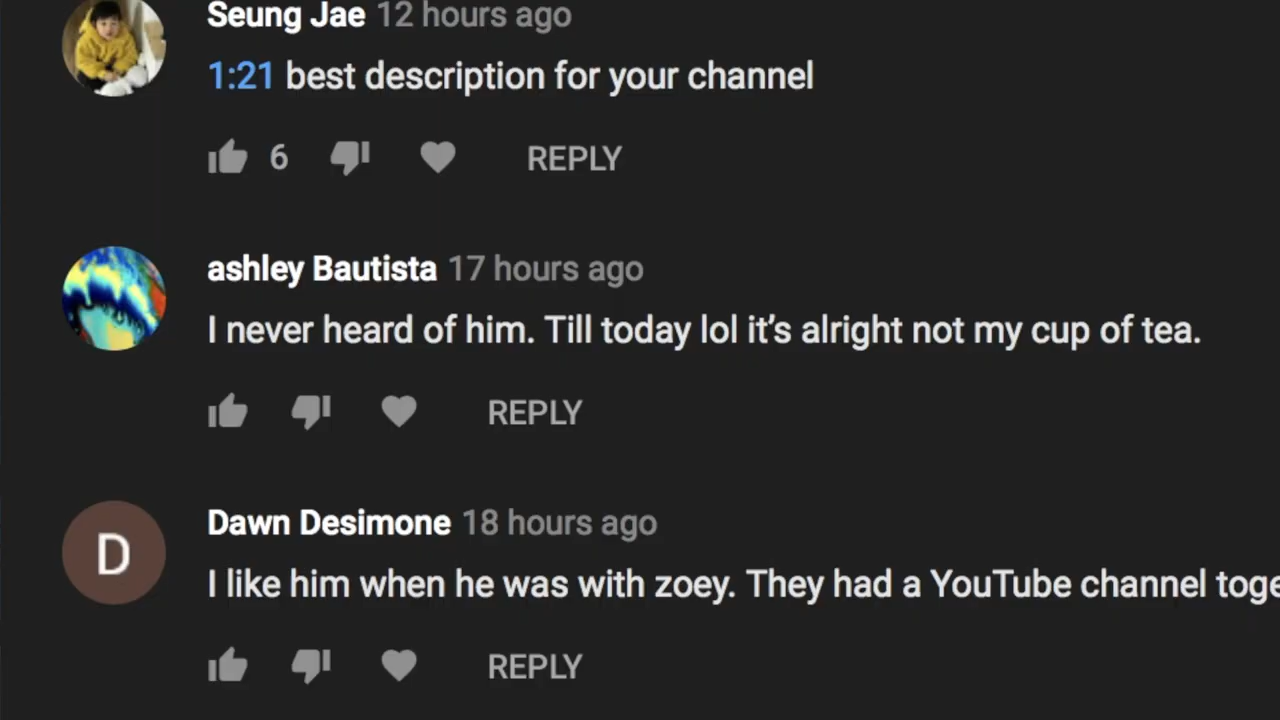 Seung Jae 12 hours ago
1:21 best description for your channel
6 REPLY
ashley Bautista 17 hours ago
I never heard of him. Till today lol it's alright not my cup of tea.
REPLY
D
Dawn Desimone 18 hours ago
I like him when he was with zoey. They had a YouTube channel toge
REPLY